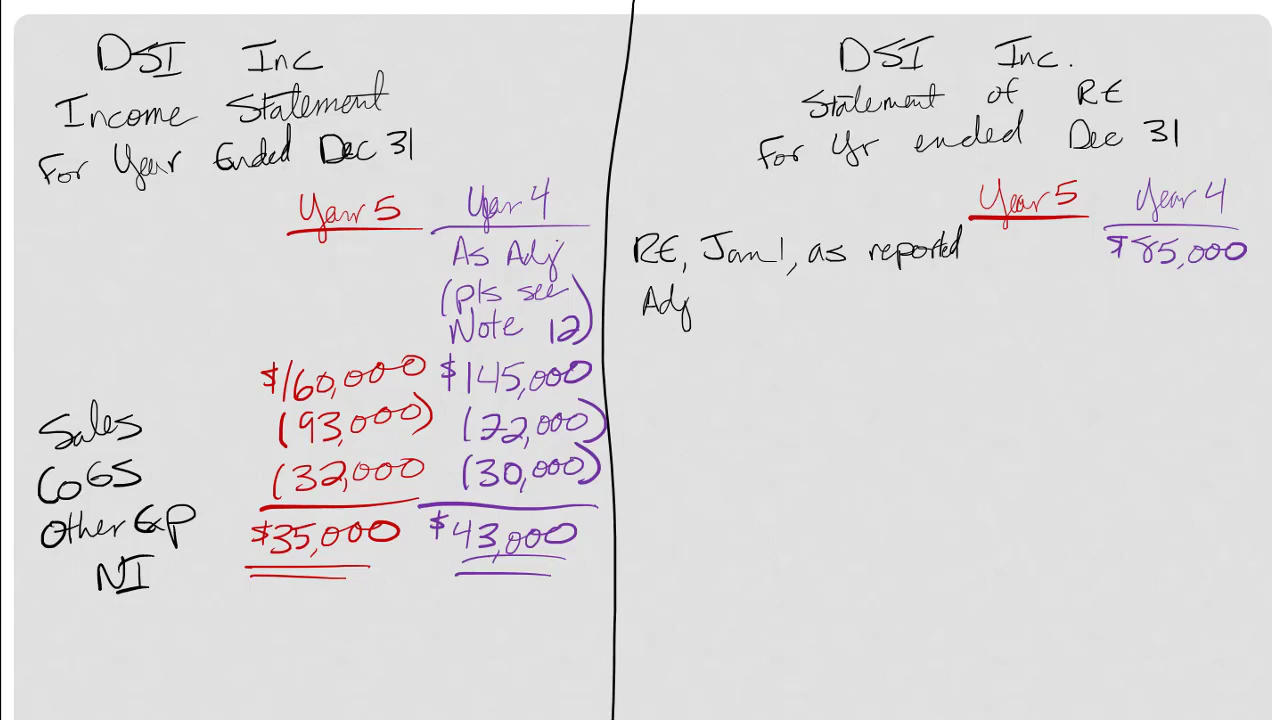 DSI Inc
Income Statement
For Year Ended Dec 31
Year 5 Year 4
As Adj
(pls see
Note 12)
$160,000 $145,000
Sales (93,000) (72,000)
COGS (32,000 (30,000)
Other Exp $35,000 $43,000
NI
DSI Inc.
Statement of RE
For Yr ended Dec 31
Year 5 Year 4
RE, Jan 1, as reported $85,000
Adj